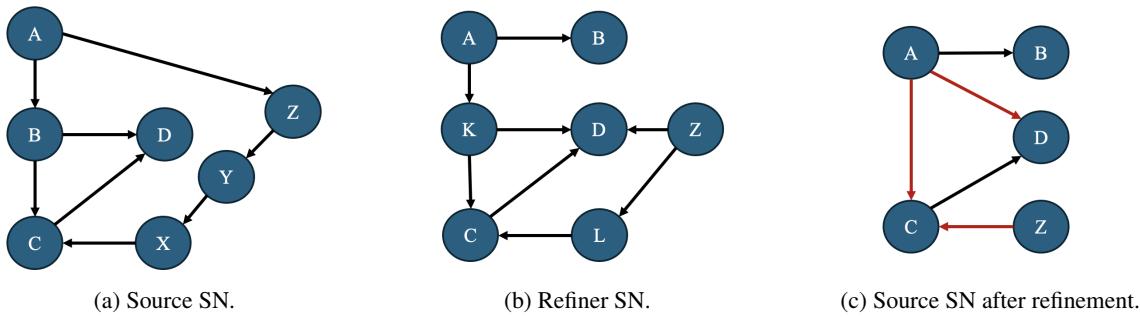 A
B
D
Z
Y
C
X
(a) Source SN.
A
B
K
D
Z
C
L
(b) Refiner SN.
A
B
D
C
Z
(c) Source SN after refinement.